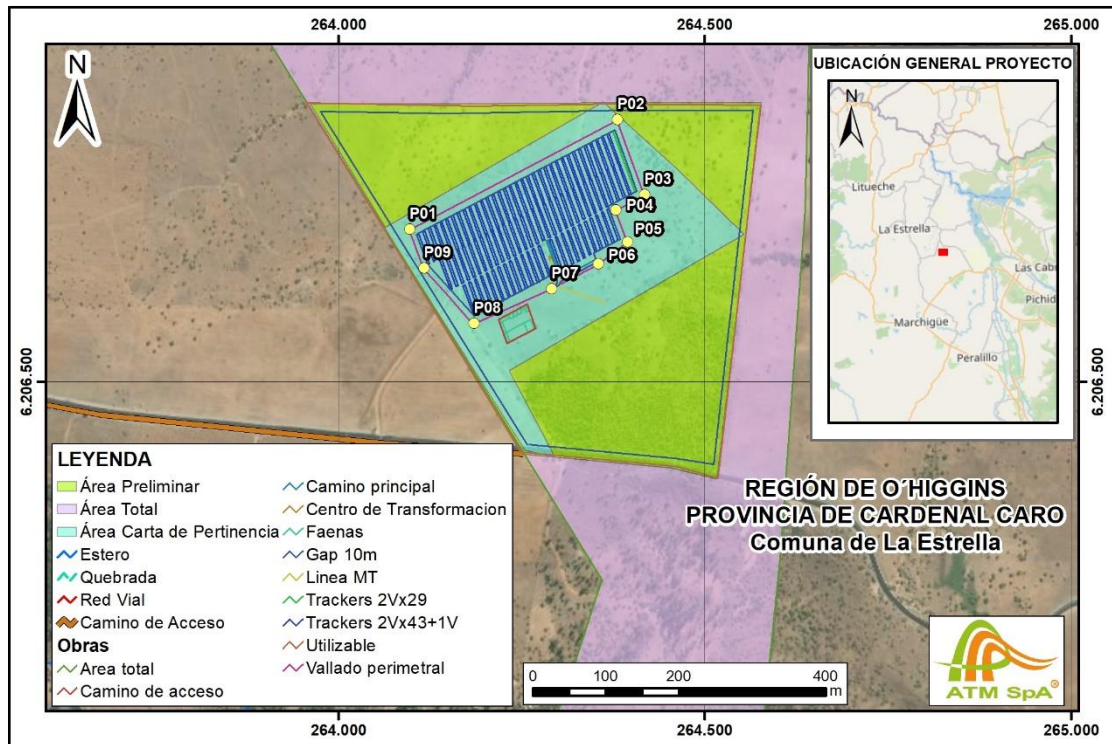 264.000
264.500
265.000
N
UBICACIÓN GENERAL PROYECTO
N
Litueche
La Estrella
Las Cabu
Pichid
Marchigüe
Peralillo
P02
P03
P01
P04
P05
P09
P06
P07
P08
6.206.500
6.206.500
LEYENDA
Área Preliminar
Área Total
Área Carta de Pertinencia
Estero
Quebrada
Red Vial
Camino de Acceso
Obras
Area total
Camino de acceso
Camino principal
Centro de Transformacion
Faenas
Gap 10m
Linea MT
Trackers 2Vx29
Trackers 2Vx43+1V
Utilizable
Vallado perimetral
REGIÓN DE O´HIGGINS
PROVINCIA DE CARDENAL CARO
Comuna de La Estrella
0 100 200 400
m
ATM SpA®
264.000
264.500
265.000